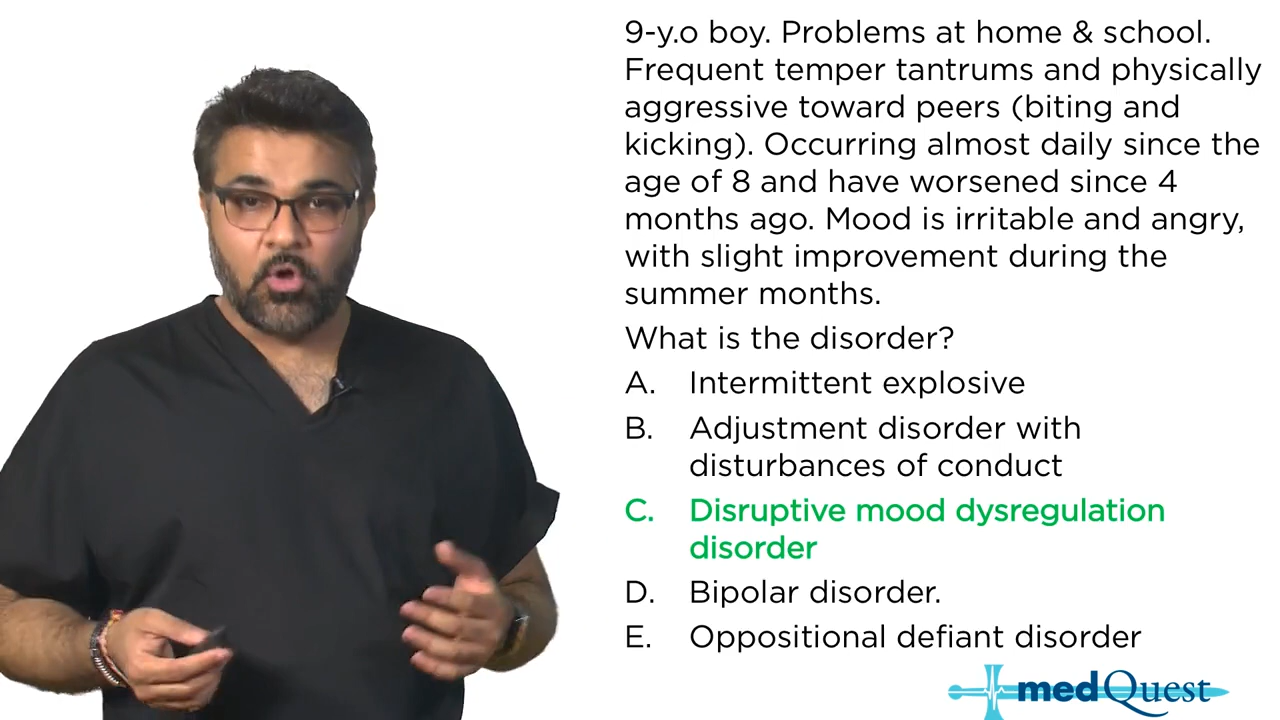 9-y.o boy. Problems at home & school.
Frequent temper tantrums and physically
aggressive toward peers (biting and
kicking). Occurring almost daily since the
age of 8 and have worsened since 4
months ago. Mood is irritable and angry,
with slight improvement during the
summer months.
What is the disorder?
A. Intermittent explosive
B. Adjustment disorder with
disturbances of conduct
C. Disruptive mood dysregulation
disorder
D. Bipolar disorder.
E. Oppositional defiant disorder
medQuest